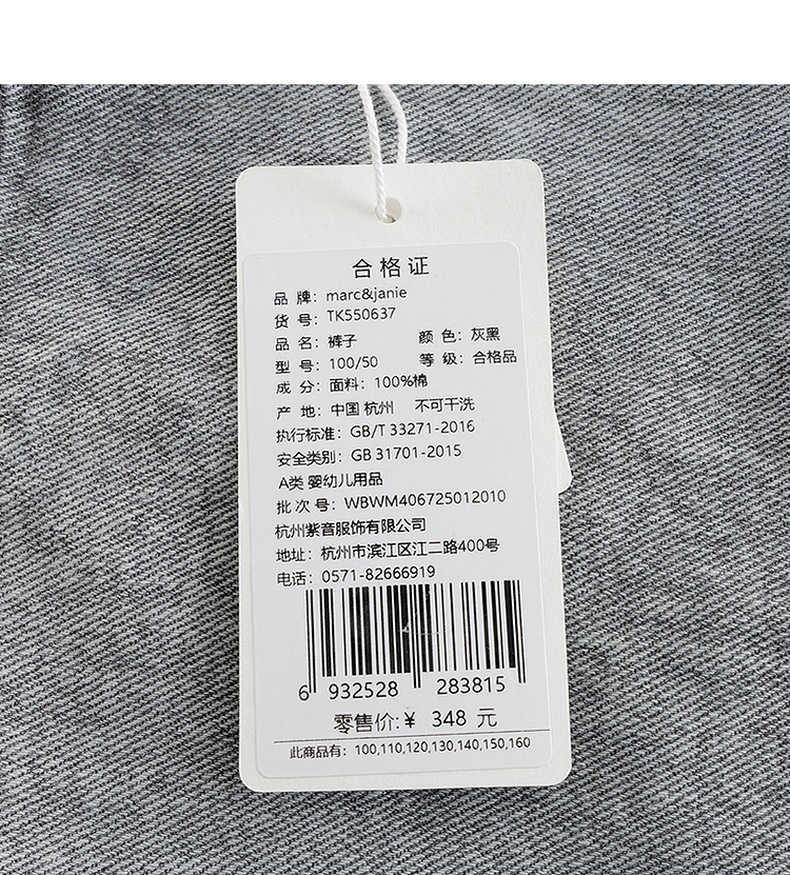 合格证
品 牌：marc&janie
货 号：TK550637
品 名：裤子 颜 色：灰黑
型 号：100/50 等 级：合格品
成 分：面料：100%棉
产 地：中国 杭州 不可干洗
执行标准：GB/T 33271-2016
安全类别：GB 31701-2015
A类 婴幼儿用品
批 次 号：WBWM406725012010
杭州紫音服饰有限公司
地址：杭州市滨江区江二路400号
电话：0571-82666919
6 932528 283815
零售价:¥ 348 元
此商品有：100,110,120,130,140,150,160